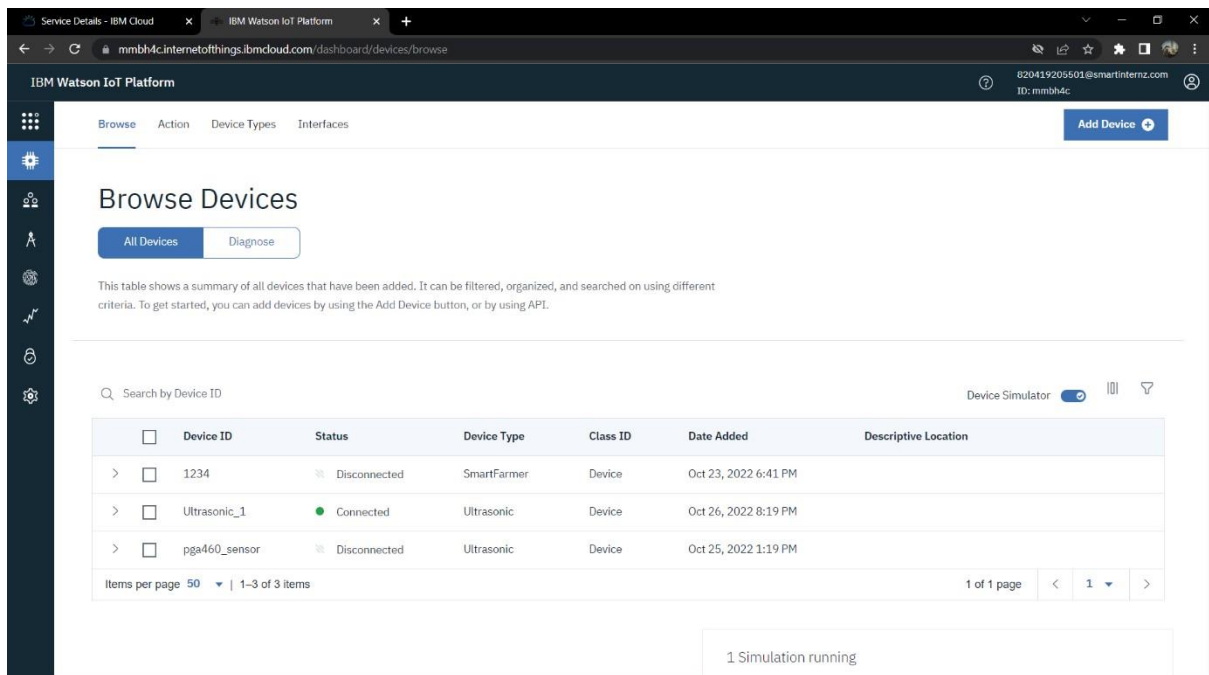 Service Details - IBM Cloud
IBM Watson IoT Platform
mmbh4c.internetofthings.ibmcloud.com/dashboard/devices/browse
IBM Watson IoT Platform
820419205501@smartinternz.com
ID: mmbh4c
Browse Action Device Types Interfaces
Add Device
Browse Devices
All Devices Diagnose
This table shows a summary of all devices that have been added. It can be filtered, organized, and searched on using different
criteria. To get started, you can add devices by using the Add Device button, or by using API.
Search by Device ID
Device Simulator
Device ID Status Device Type Class ID Date Added Descriptive Location
1234 Disconnected SmartFarmer Device Oct 23, 2022 6:41 PM
Ultrasonic_1 Connected Ultrasonic Device Oct 26, 2022 8:19 PM
pga460_sensor Disconnected Ultrasonic Device Oct 25, 2022 1:19 PM
Items per page 50 | 1–3 of 3 items
1 of 1 page 1
1 Simulation running